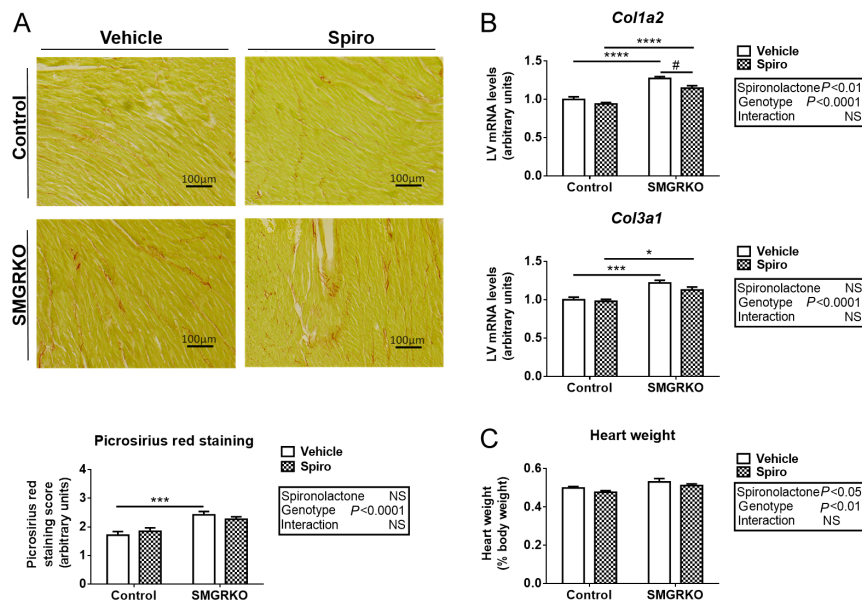 A
Vehicle
Spiro
Control
100µm
100µm
SMGRKO
100µm
100µm
Picrosirius red staining
Picrosirius red
staining score
(arbitrary units)
4
3
2
1
0
***
Control
SMGRKO
Vehicle
Spiro
Spironolactone NS
Genotype P<0.0001
Interaction NS
B
Col1a2
LV mRNA levels
(arbitrary units)
1.5
1.0
0.5
0.0
****
****
#
Control
SMGRKO
Vehicle
Spiro
Spironolactone P<0.01
Genotype P<0.0001
Interaction NS
Col3a1
LV mRNA levels
(arbitrary units)
1.5
1.0
0.5
0.0
*
***
Control
SMGRKO
Vehicle
Spiro
Spironolactone NS
Genotype P<0.0001
Interaction NS
C
Heart weight
Heart weight
(% body weight)
0.6
0.4
0.2
0.0
Control
SMGRKO
Vehicle
Spiro
Spironolactone P<0.05
Genotype P<0.01
Interaction NS